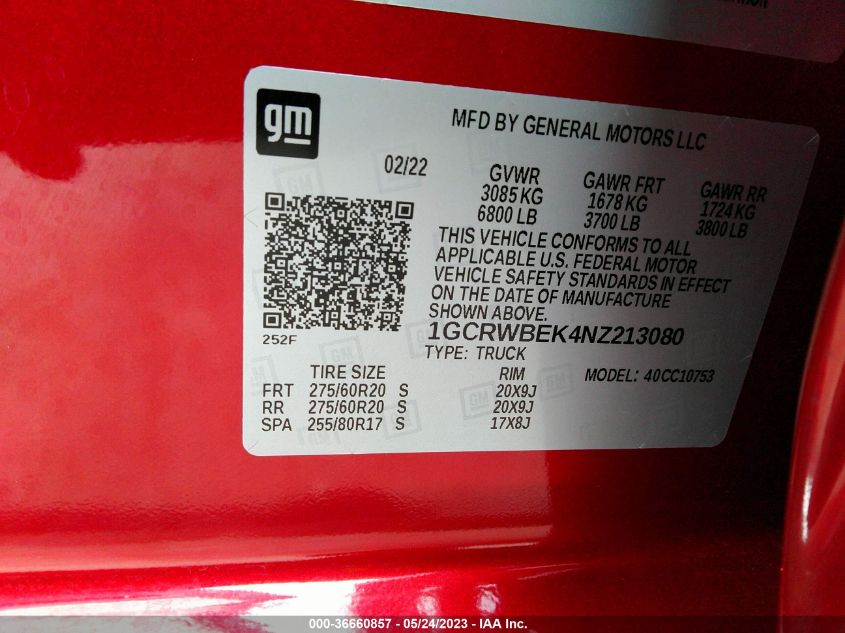 gm
MFD BY GENERAL MOTORS LLC
02/22
GVWR GAWR FRT GAWR RR
3085 KG 1678 KG 1724 KG
6800 LB 3700 LB 3800 LB
THIS VEHICLE CONFORMS TO ALL
APPLICABLE U.S. FEDERAL MOTOR
VEHICLE SAFETY STANDARDS IN EFFECT
ON THE DATE OF MANUFACTURE
SHOWN ABOVE.
252F
1GCRWBEK4NZ213080
TYPE: TRUCK
TIRE SIZE RIM MODEL: 40CC10753
FRT 275/60R20 S 20X9J
RR 275/60R20 S 20X9J
SPA 255/80R17 S 17X8J
000-36660857 — 05/24/2023 — IAA Inc.